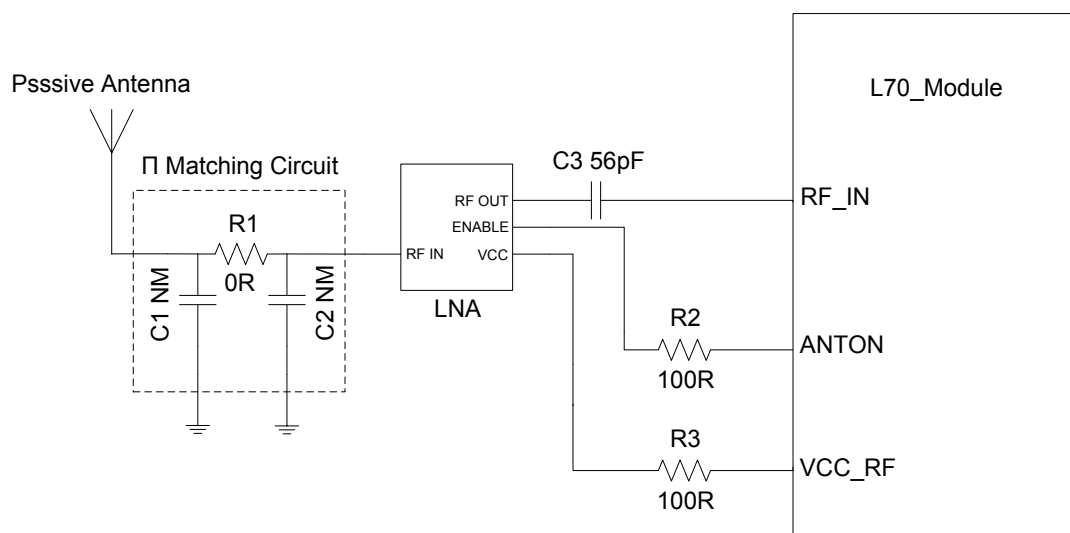 Psssive Antenna
L70_Module
Π Matching Circuit
C3 56pF
RF OUT
RF_IN
ENABLE
R1
RF IN
VCC
0R
C1 NM
C2 NM
LNA
R2
ANTON
100R
R3
VCC_RF
100R